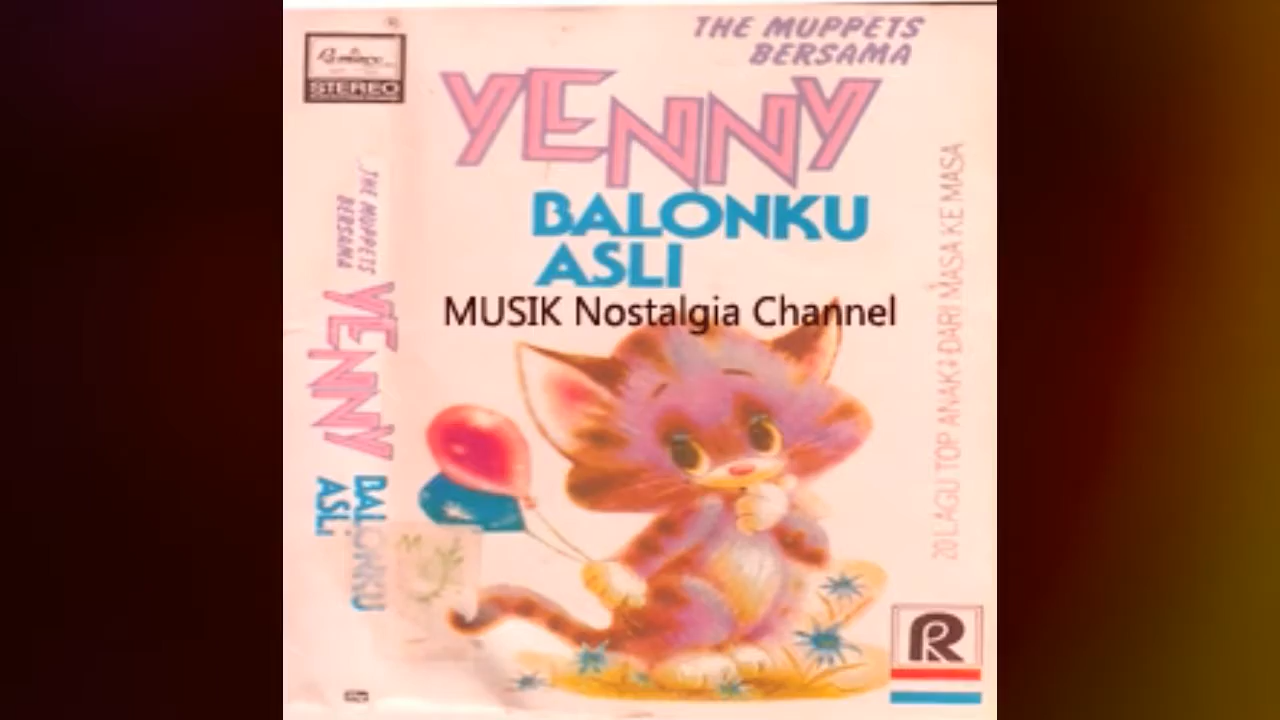 THE MUPPETS
BERSAMA
YENNY
BALONKU
ASLI
MUSIK Nostalgia Channel
20 LAGU TOP ANAK² DARI MASA KE MASA
STEREO
THE MUPPETS
BERSAMA
YENNY
BALONKU
ASLI
R